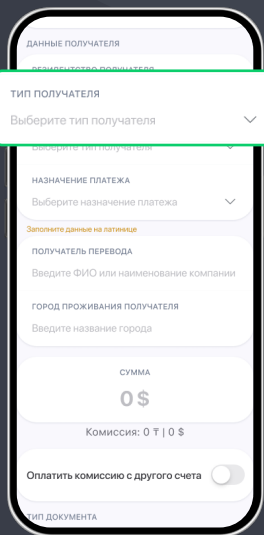 ДАННЫЕ ПОЛУЧАТЕЛЯ
РЕЗИДЕНТСТВО ПОЛУЧАТЕЛЯ
ТИП ПОЛУЧАТЕЛЯ
Выберите тип получателя
Выберите тип получателя
НАЗНАЧЕНИЕ ПЛАТЕЖА
Выберите назначение платежа
Заполните данные на латинице
ПОЛУЧАТЕЛЬ ПЕРЕВОДА
Введите ФИО или наименование компании
ГОРОД ПРОЖИВАНИЯ ПОЛУЧАТЕЛЯ
Введите название города
СУММА
0 $
Комиссия: 0 ₸ | 0 $
Оплатить комиссию с другого счета
ТИП ДОКУМЕНТА